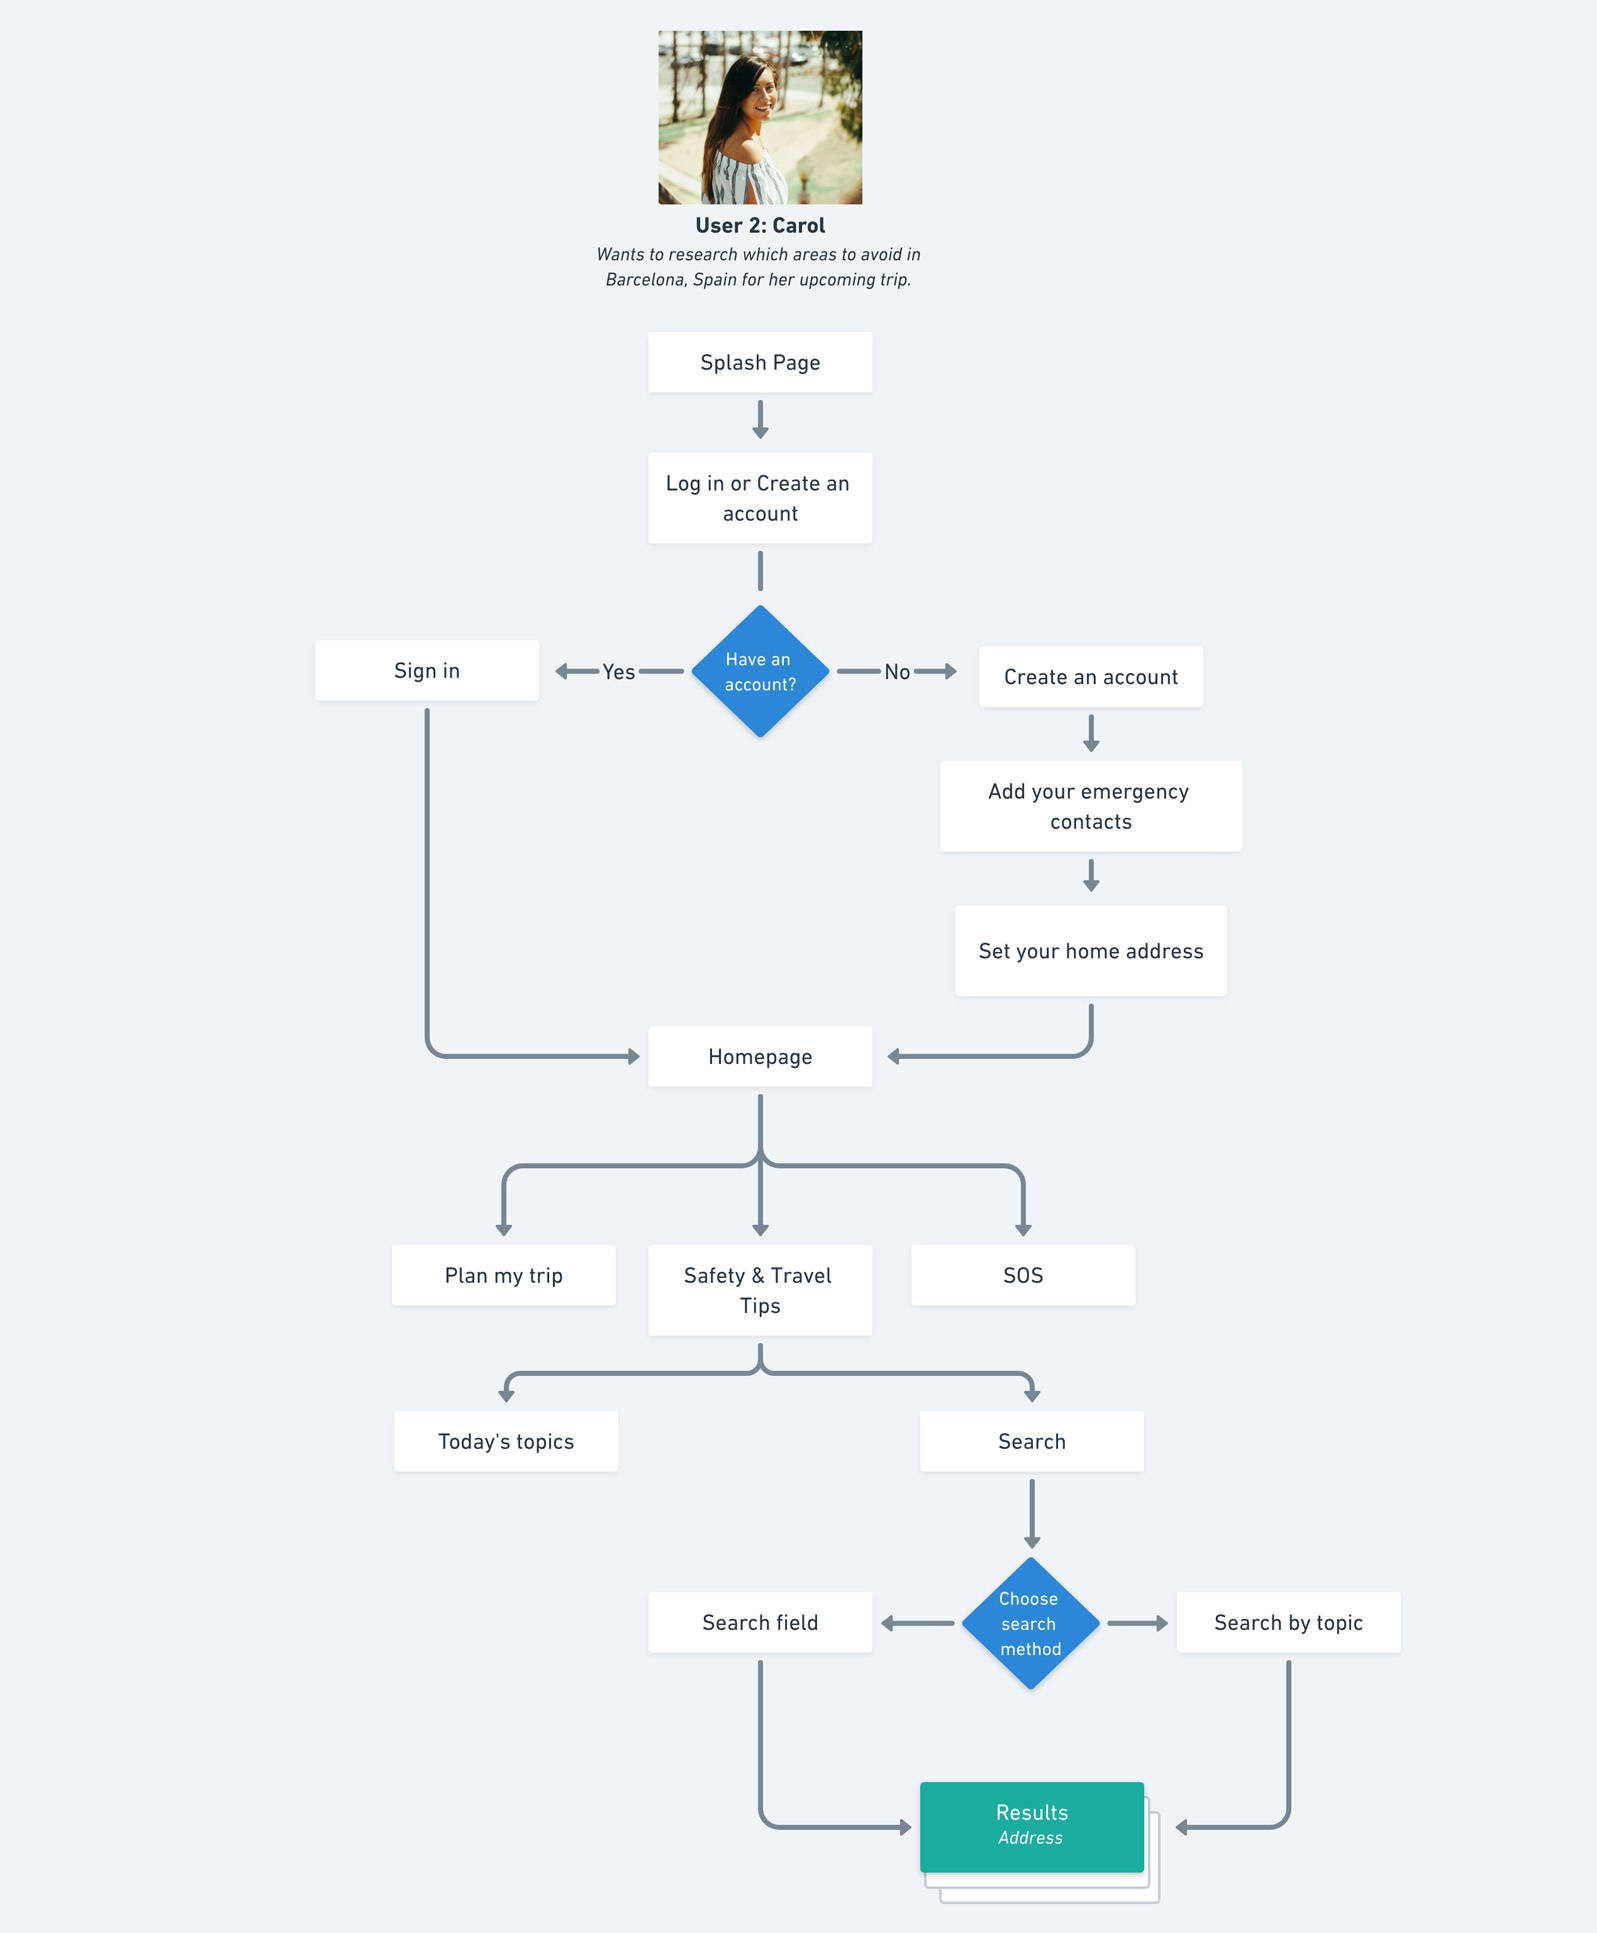 User 2: Carol
Wants to research which areas to avoid in
Barcelona, Spain for her upcoming trip.
Splash Page
Log in or Create an
account
Sign in
Yes
Have an
account?
No
Create an account
Add your emergency
contacts
Set your home address
Homepage
Plan my trip
Safety & Travel
Tips
SOS
Today's topics
Search
Search field
Choose
search
method
Search by topic
Results
Address